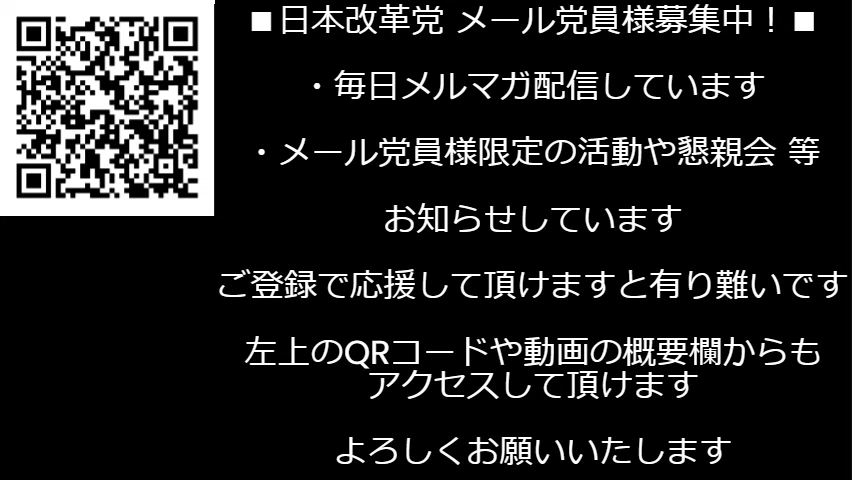 ■日本改革党 メール党員様募集中！■
・毎日メルマガ配信しています
・メール党員様限定の活動や懇親会 等
お知らせしています
ご登録で応援して頂けますと有り難いです
左上のQRコードや動画の概要欄からも
アクセスして頂けます
よろしくお願いいたします